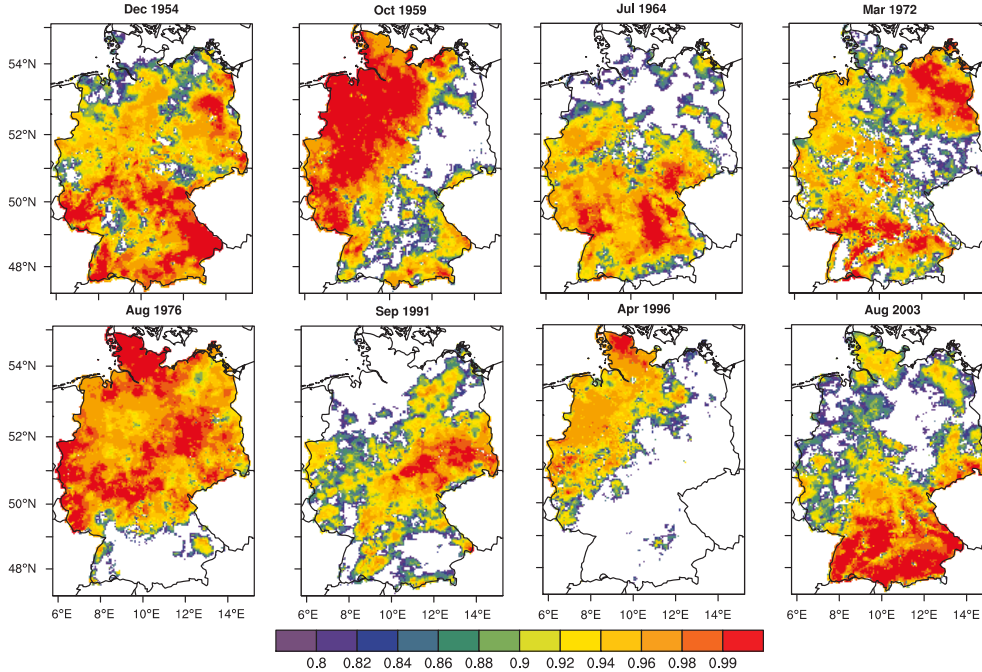 Dec 1954
Oct 1959
Jul 1964
Mar 1972
54°N
52°N
50°N
48°N
Aug 1976
Sep 1991
Apr 1996
Aug 2003
54°N
52°N
50°N
48°N
6°E 8°E 10°E 12°E 14°E
6°E 8°E 10°E 12°E 14°E
6°E 8°E 10°E 12°E 14°E
6°E 8°E 10°E 12°E 14°E
0.8 0.82 0.84 0.86 0.88 0.9 0.92 0.94 0.96 0.98 0.99